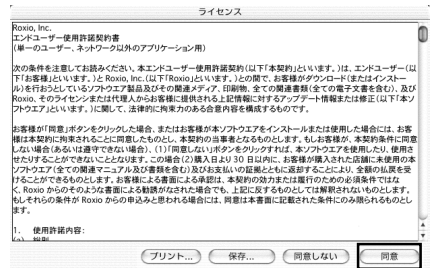 ライセンス
Roxio, Inc.
エンドユーザー使用許諾契約書
(単一のユーザー、ネットワーク以外のアプリケーション用)
次の条件を注意してお読みください。本エンドユーザー使用許諾契約 (以下「本契約」といいます。) は、エンドユーザー (以
下「お客様」といいます。) と Roxio, Inc. (以下「Roxio」といいます。) との間で、お客様がダウンロード(またはインストー
ル) を行おうとしているソフトウエア製品及びその関連メディア、印刷物、全ての関連書類 (全ての電子文書を含む)、及び
Roxio、そのライセンシまたは代理人からお客様に提供される上記情報に対するアップデート情報または修正 (以下「本ソ
フトウエア」といいます。) に関して、法律的に拘束力のある合意内容を構成するものです。
お客様が「同意」ボタンをクリックした場合、またはお客様が本ソフトウエアをインストールまたは使用した場合には、お客
様は本契約に拘束されることに同意したものとし、本契約の当事者となるものとします。もしお客様が、本契約条件に同意
しない場合(あるいは遵守できない場合)、(1)「同意しない」ボタンをクリックすれば、本ソフトウエアを使用したり、使用さ
せたりすることができないこととなります。この場合 (2) 購入日より 30 日以内に、お客様が購入された店舗に未使用の本
ソフトウエア (全ての関連マニュアル及び書類を含む) 及びお支払いの証拠とともに返却することにより、全額の払戻を受
けることができるものとします。お客様による書面による承認は、本契約の効力または履行のための必須条件ではな
く、Roxio からのそのような書面による勧誘がなされた場合でも、上記に反するものとしては解釈されないものとします。
もしそれらの条件が Roxio からの申込みと思われる場合には、同意は本書面に記載された条件にのみ限られるものとし
ます。
1. 使用許諾内容:
(a) 総則
プリント...
保存...
同意しない
同意